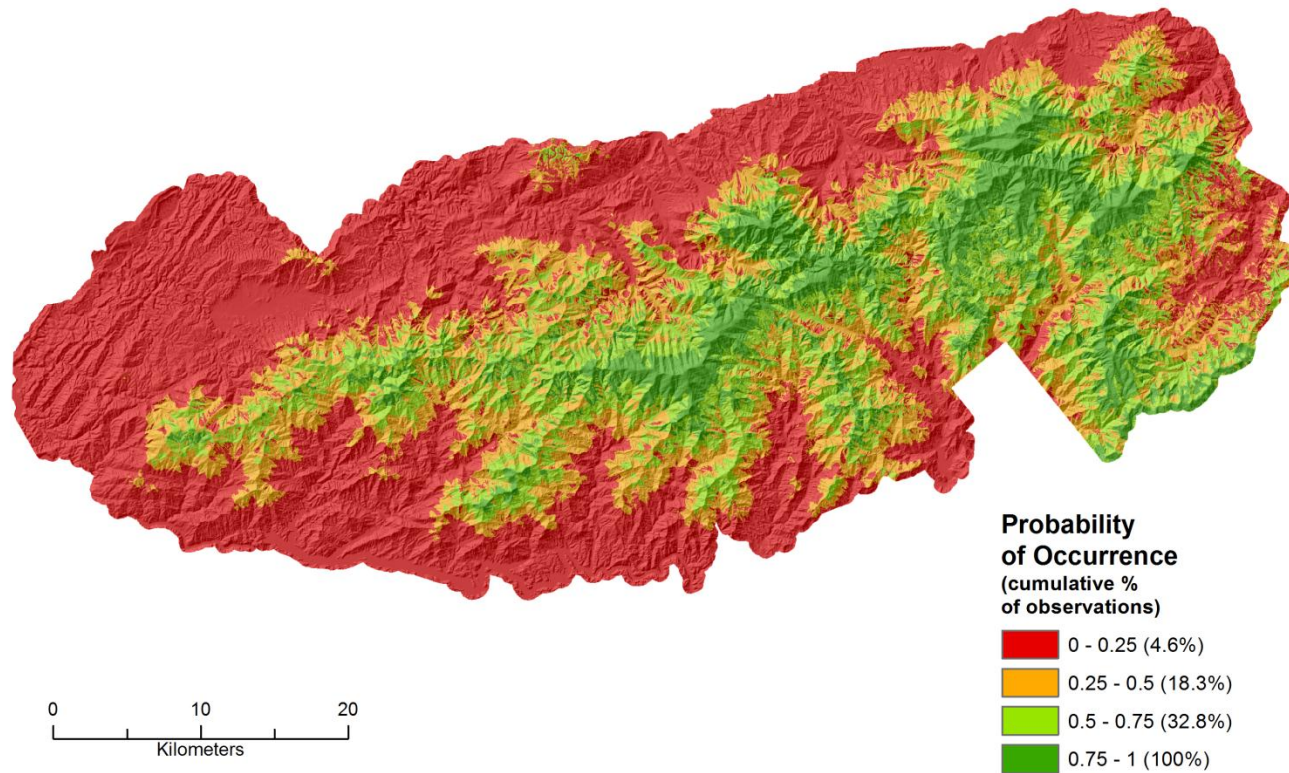 Probability
of Occurrence
(cumulative %
of observations)
0 - 0.25 (4.6%)
0.25 - 0.5 (18.3%)
0.5 - 0.75 (32.8%)
0.75 - 1 (100%)
0 10 20
Kilometers